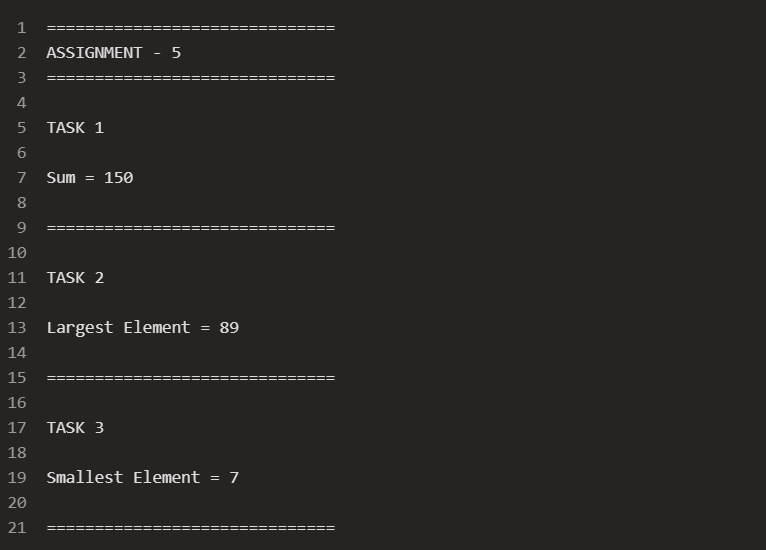 1 ==============================
2 ASSIGNMENT - 5
3 ==============================
4
5 TASK 1
6
7 Sum = 150
8
9 ==============================
10
11 TASK 2
12
13 Largest Element = 89
14
15 ==============================
16
17 TASK 3
18
19 Smallest Element = 7
20
21 ==============================